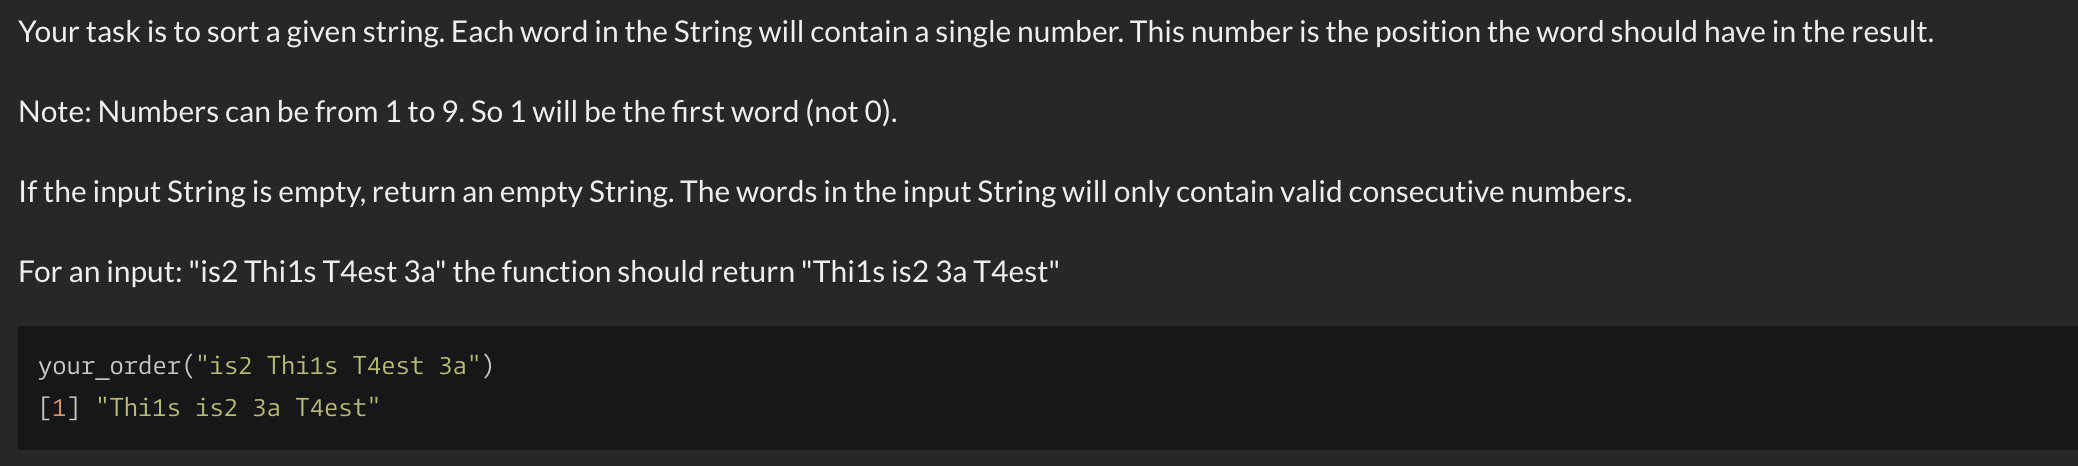 Your task is to sort a given string. Each word in the String will contain a single number. This number is the position the word should have in the result.
Note: Numbers can be from 1 to 9. So 1 will be the first word (not 0).
If the input String is empty, return an empty String. The words in the input String will only contain valid consecutive numbers.
For an input: "is2 Thi1s T4est 3a" the function should return "Thi1s is2 3a T4est"
your_order("is2 Thi1s T4est 3a")
[1] "Thi1s is2 3a T4est"